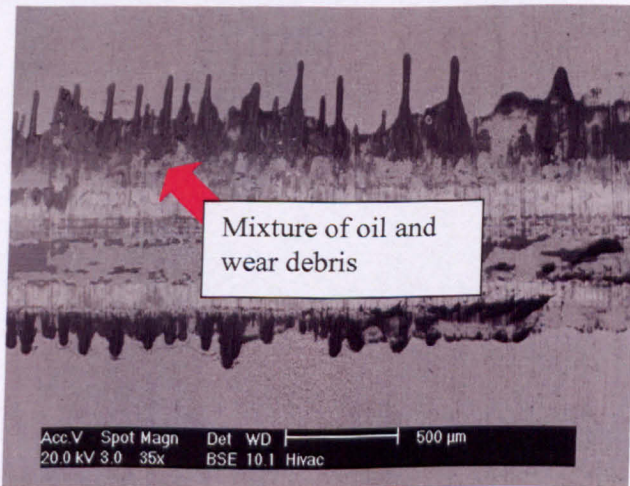 Mixture of oil and
wear debris
Acc.V Spot Magn Det WD 500 µm
20.0 kV 3.0 35x BSE 10.1 Hivac